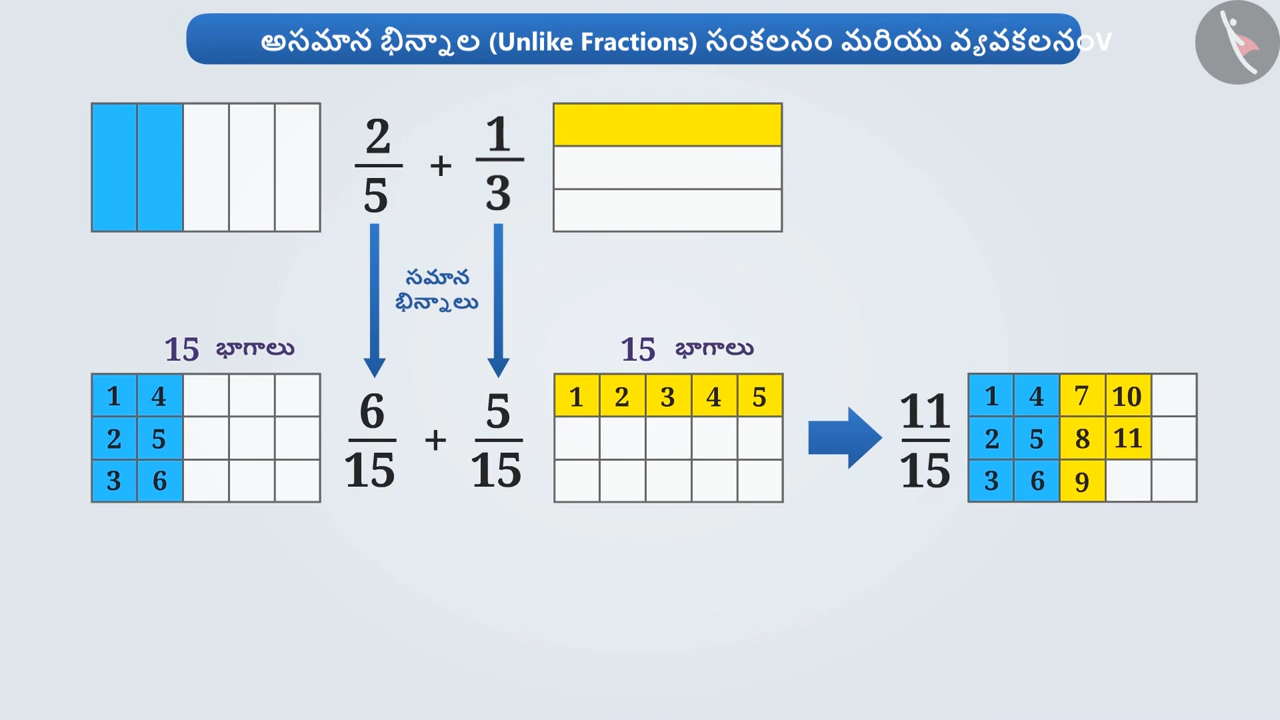 అసమాన భిన్నాల (Unlike Fractions) సంకలనం మరియు వ్యవకలనంV
2/5 + 1/3
సమాన
భిన్నాలు
15 భాగాలు
15 భాగాలు
1 4
2 5
3 6
6/15 + 5/15
1 2 3 4 5
11/15
1 4 7 10
2 5 8 11
3 6 9